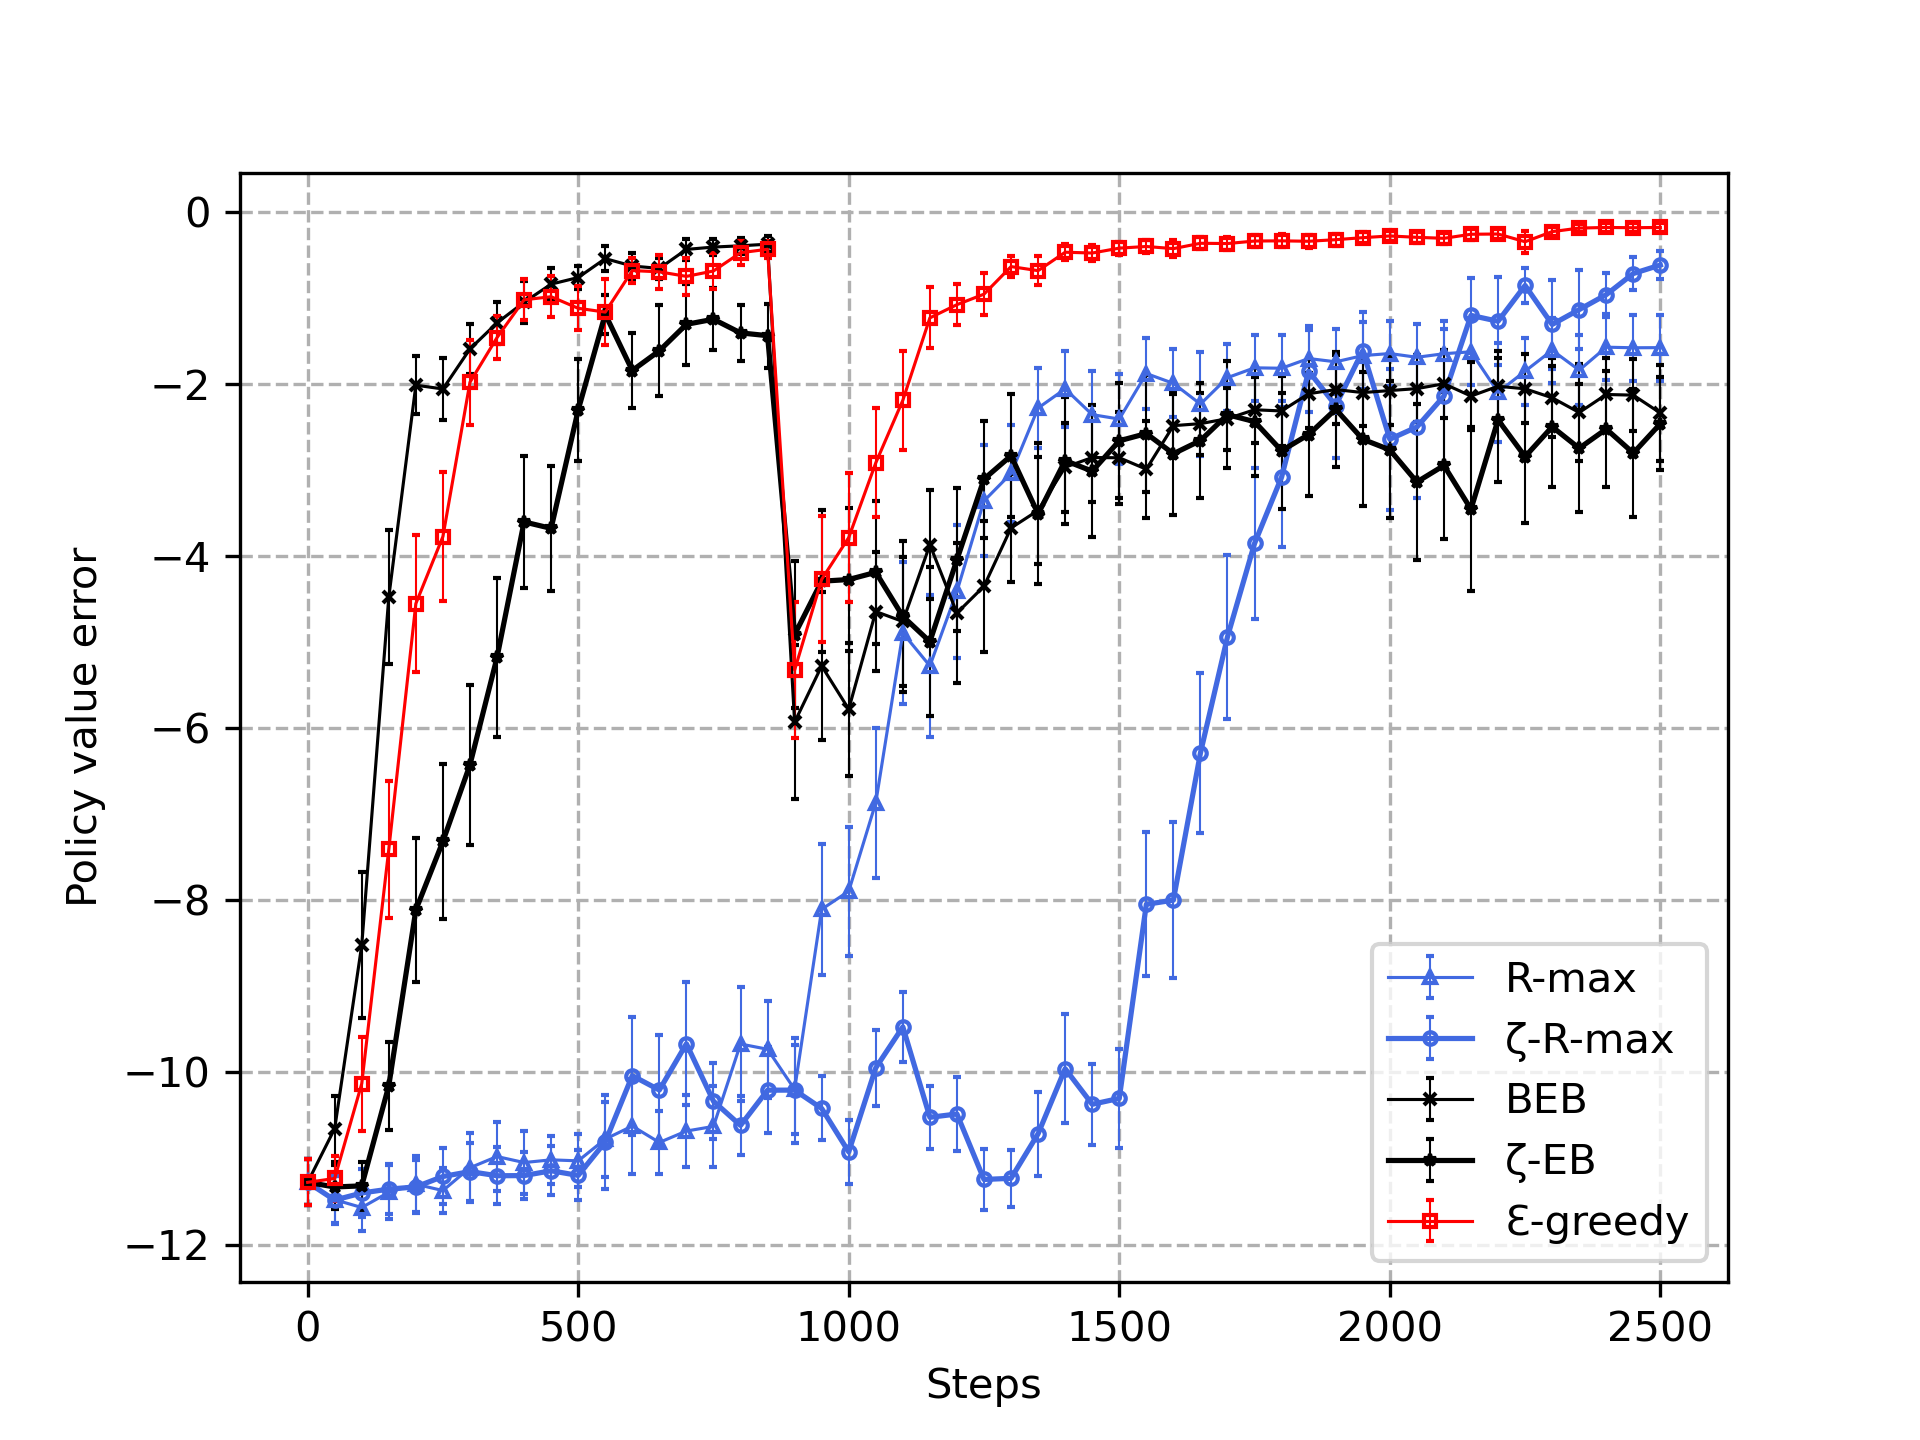 0
−2
−4
−6
−8
−10
−12
Policy value error
0 500 1000 1500 2000 2500
Steps
R-max
ζ-R-max
BEB
ζ-EB
Ɛ-greedy